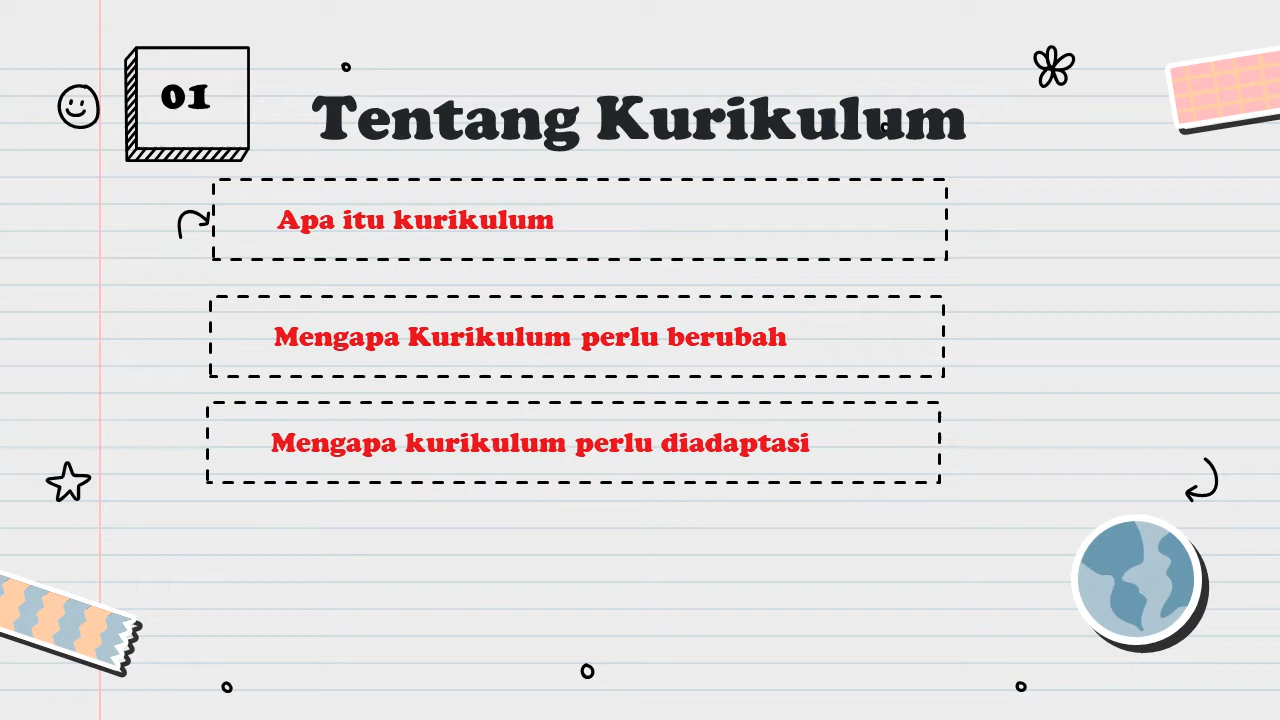 01
Tentang Kurikulum
Apa itu kurikulum
Mengapa Kurikulum perlu berubah
Mengapa kurikulum perlu diadaptasi